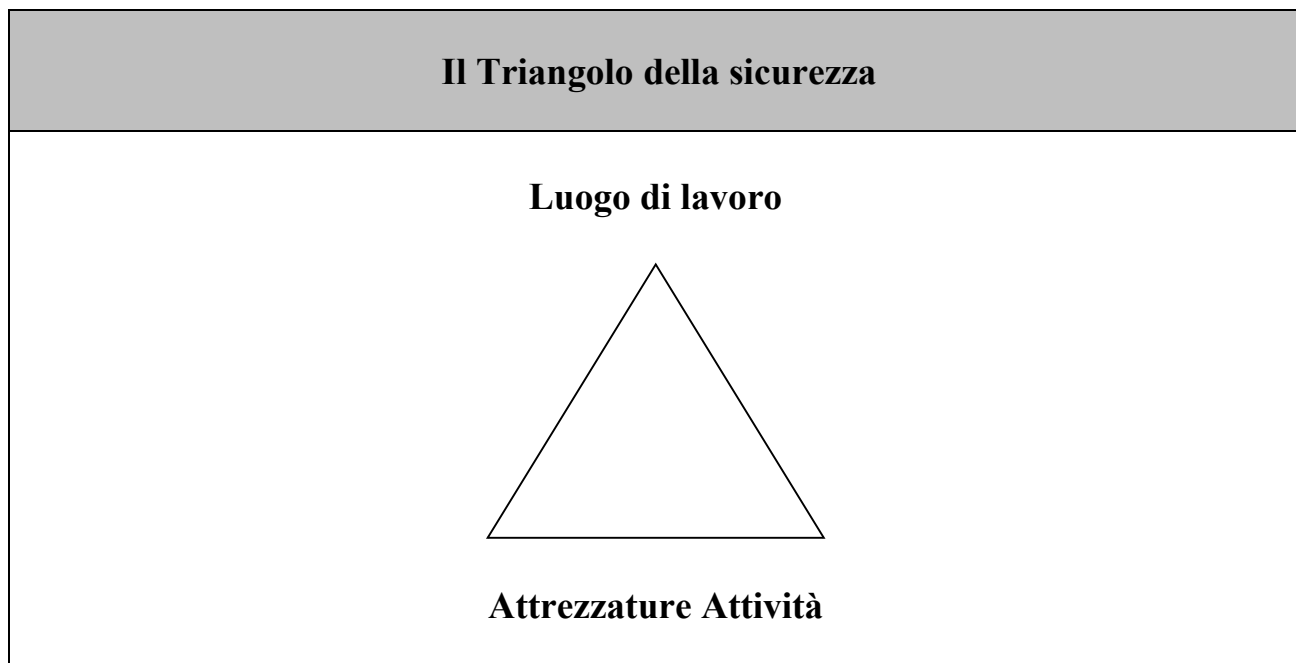 Il Triangolo della sicurezza
Luogo di lavoro
Attrezzature Attività